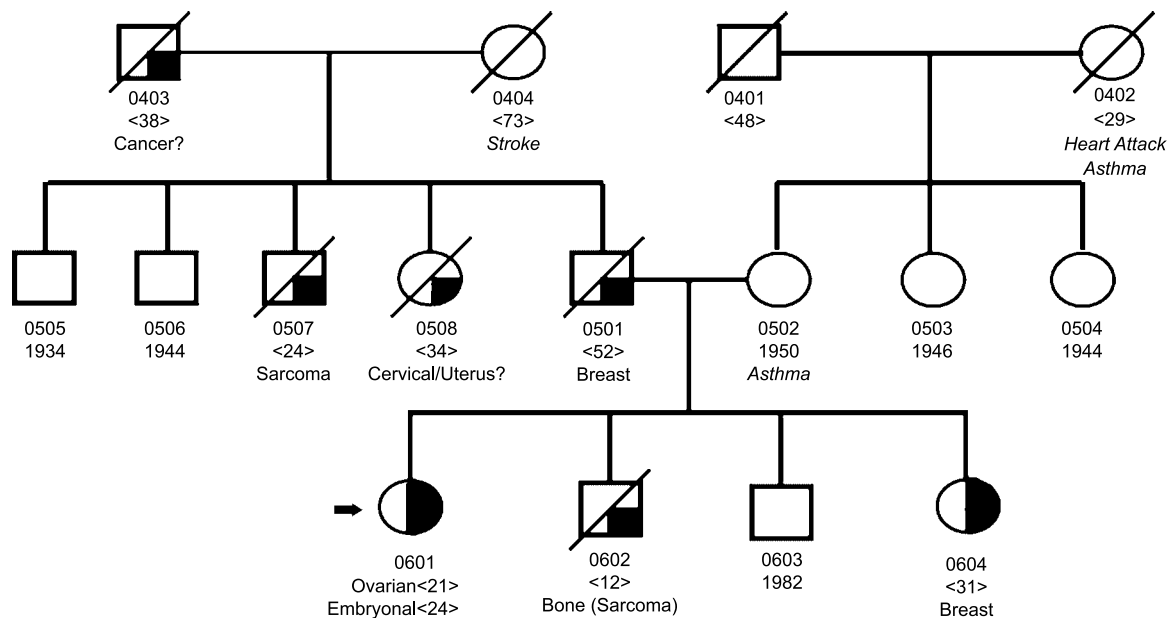 0403
<38>
Cancer?
0404
<73>
Stroke
0401
<48>
0402
<29>
Heart Attack
Asthma
0505
1934
0506
1944
0507
<24>
Sarcoma
0508
<34>
Cervical/Uterus?
0501
<52>
Breast
0502
1950
Asthma
0503
1946
0504
1944
0601
Ovarian<21>
Embryonal<24>
0602
<12>
Bone (Sarcoma)
0603
1982
0604
<31>
Breast